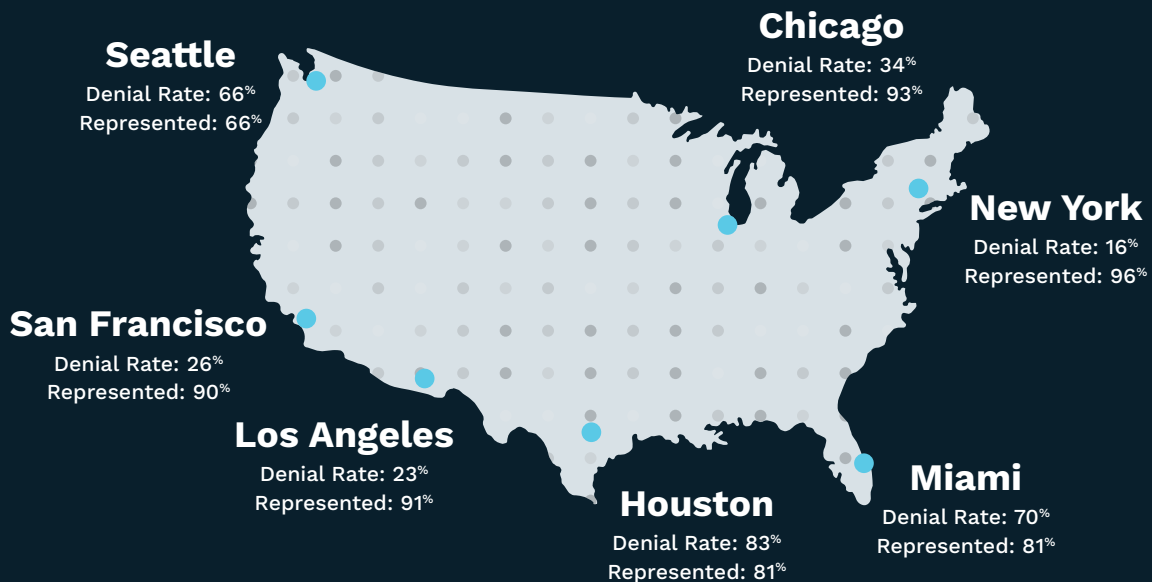 Chicago
Denial Rate: 34%
Represented: 93%
Seattle
Denial Rate: 66%
Represented: 66%
New York
Denial Rate: 16%
Represented: 96%
San Francisco
Denial Rate: 26%
Represented: 90%
Los Angeles
Denial Rate: 23%
Represented: 91%
Miami
Denial Rate: 70%
Represented: 81%
Houston
Denial Rate: 83%
Represented: 81%